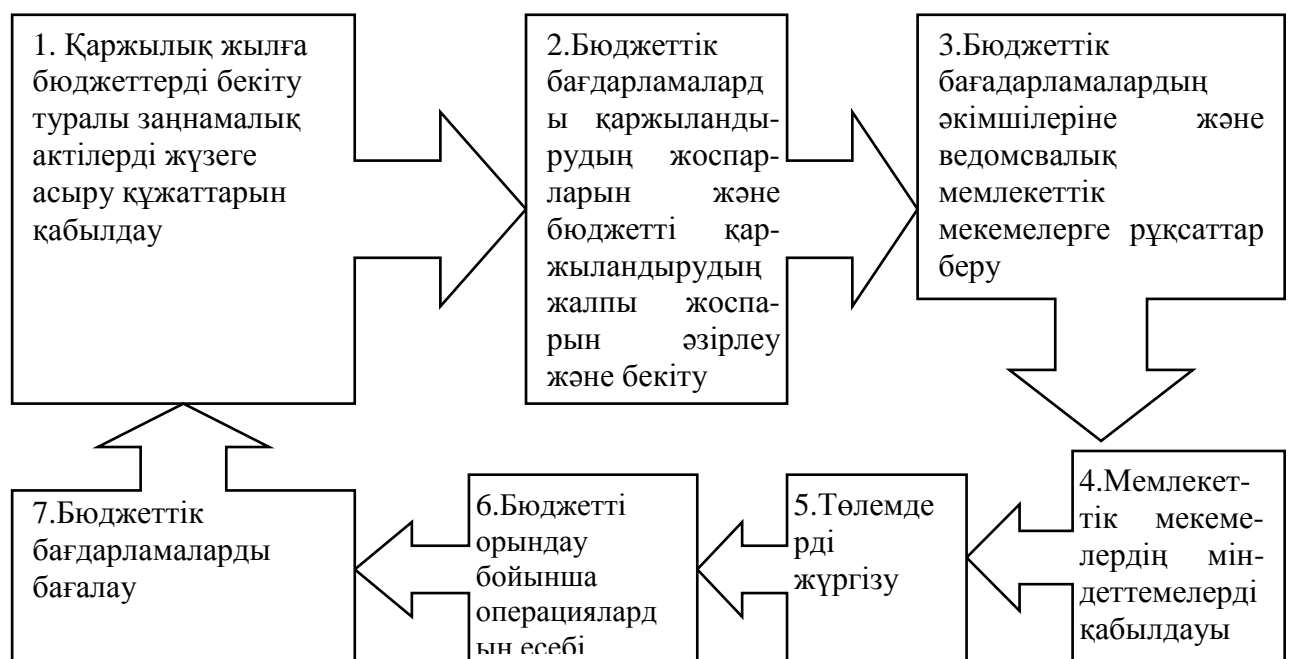 1. Қаржылық жылға
бюджеттерді бекіту
туралы заңнамалық
актілерді жүзеге
асыру құжаттарын
қабылдау
2.Бюджеттік
бағдарламалард
ы қаржыланды-
рудың жоспар-
ларын және
бюджетті қар-
жыландырудың
жалпы жоспа-
рын әзірлеу
және бекіту
3.Бюджеттік
бағадарламалардың
әкімшілеріне және
ведомсвалық
мемлекеттік
мекемелерге рұқсаттар
беру
4.Мемлекет-
тік мекеме-
лердің мін-
деттемелерді
қабылдауы
5.Төлемде
рді
жүргізу
6.Бюджетті
орындау
бойынша
операциялард
ың есебі
7.Бюджеттік
бағдарламаларды
бағалау